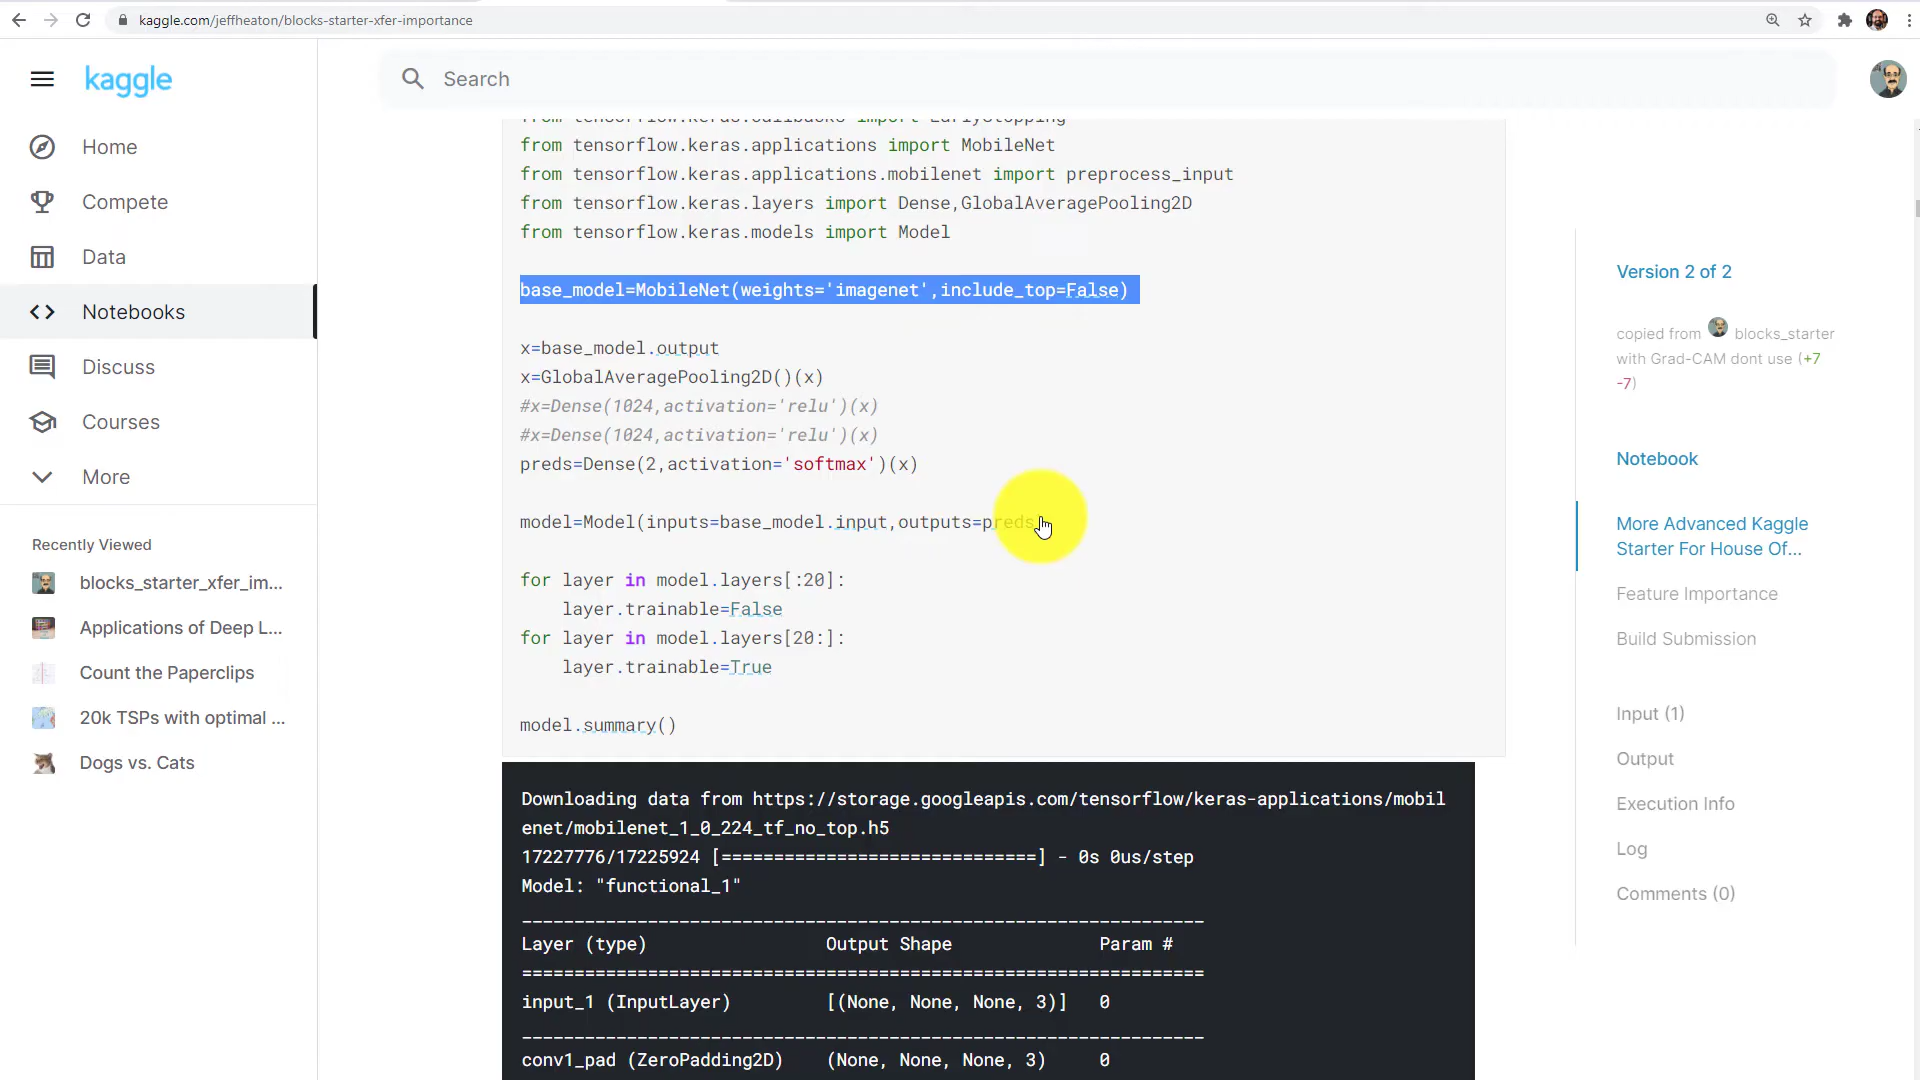 kaggle.com/jeffheaton/blocks-starter-xfer-importance
kaggle
Search
Home
Compete
Data
Notebooks
Discuss
Courses
More
Recently Viewed
blocks_starter_xfer_im...
Applications of Deep L...
Count the Paperclips
20k TSPs with optimal ...
Dogs vs. Cats
from tensorflow.keras.callbacks import EarlyStopping
from tensorflow.keras.applications import MobileNet
from tensorflow.keras.applications.mobilenet import preprocess_input
from tensorflow.keras.layers import Dense,GlobalAveragePooling2D
from tensorflow.keras.models import Model
base_model=MobileNet(weights='imagenet',include_top=False)
x=base_model.output
x=GlobalAveragePooling2D()(x)
#x=Dense(1024,activation='relu')(x)
#x=Dense(1024,activation='relu')(x)
preds=Dense(2,activation='softmax')(x)
model=Model(inputs=base_model.input,outputs=preds
for layer in model.layers[:20]:
    layer.trainable=False
for layer in model.layers[20:]:
    layer.trainable=True
model.summary()
Downloading data from https://storage.googleapis.com/tensorflow/keras-applications/mobil
enet/mobilenet_1_0_224_tf_no_top.h5
17227776/17225924 [==============================] - 0s 0us/step
Model: "functional_1"
_________________________________________________________________
Layer (type)                 Output Shape              Param #
=================================================================
input_1 (InputLayer)         [(None, None, None, 3)]   0
_________________________________________________________________
conv1_pad (ZeroPadding2D)    (None, None, None, 3)     0
Version 2 of 2
copied from blocks_starter
with Grad-CAM dont use (+7
-7)
Notebook
More Advanced Kaggle
Starter For House Of...
Feature Importance
Build Submission
Input (1)
Output
Execution Info
Log
Comments (0)